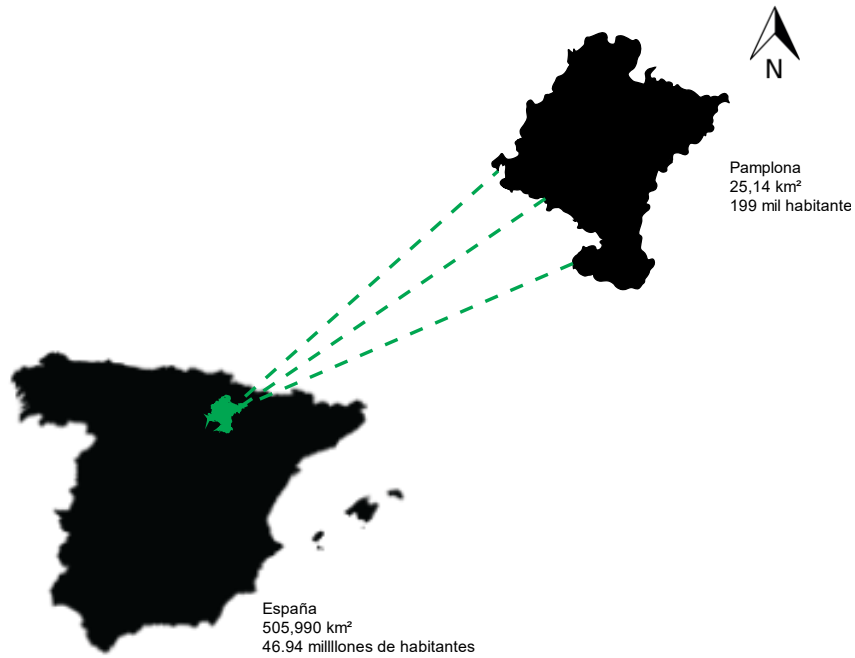 N
Pamplona
25,14 km²
199 mil habitante
España
505,990 km²
46.94 millllones de habitantes